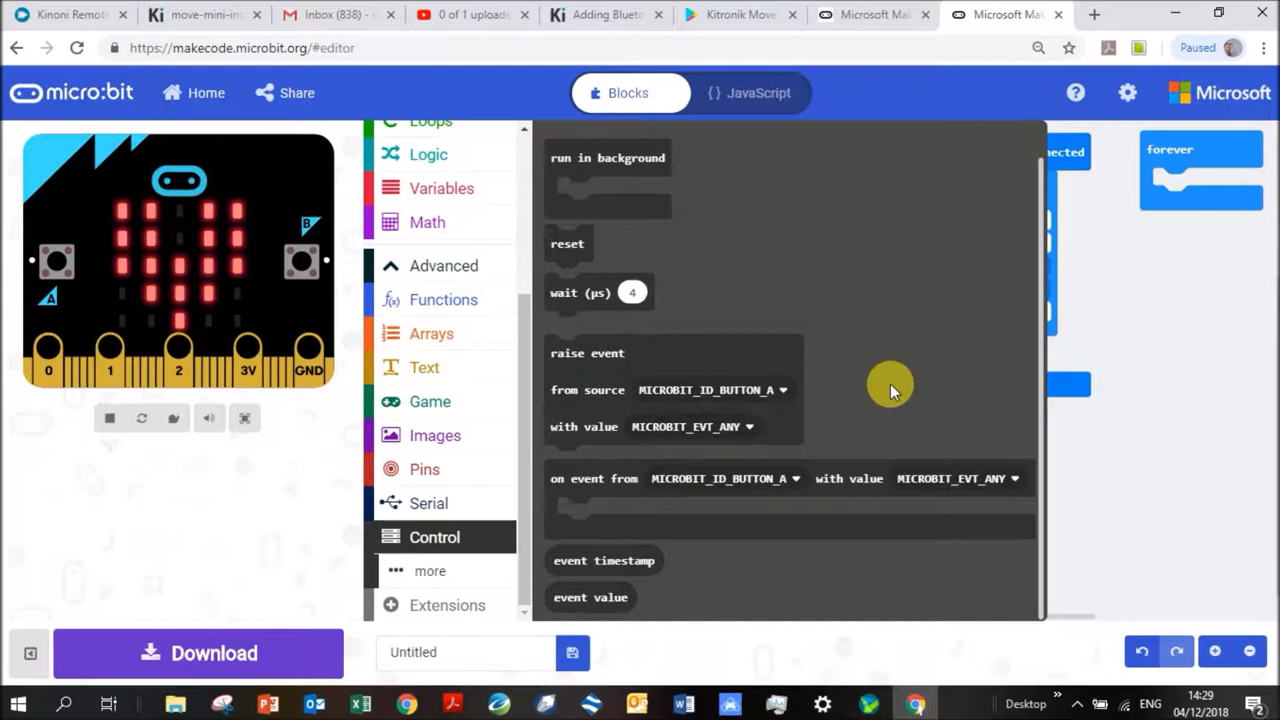 Kinoni Remote
move-mini-ins
Inbox (838) - s
0 of 1 uploade
Adding Blueto
Kitronik Move
Microsoft Ma
Microsoft Ma
https://makecode.microbit.org/#editor
Paused
micro:bit
Home
Share
Blocks
{} JavaScript
Microsoft
Loops
Logic
Variables
Math
Advanced
Functions
Arrays
Text
Game
Images
Pins
Serial
Control
more
Extensions
run in background
reset
wait (µs) 4
raise event
from source MICROBIT_ID_BUTTON_A
with value MICROBIT_EVT_ANY
on event from MICROBIT_ID_BUTTON_A with value MICROBIT_EVT_ANY
event timestamp
event value
nected
forever
A
B
0 1 2 3V GND
Download
Untitled
Desktop
ENG
14:29
04/12/2018
2